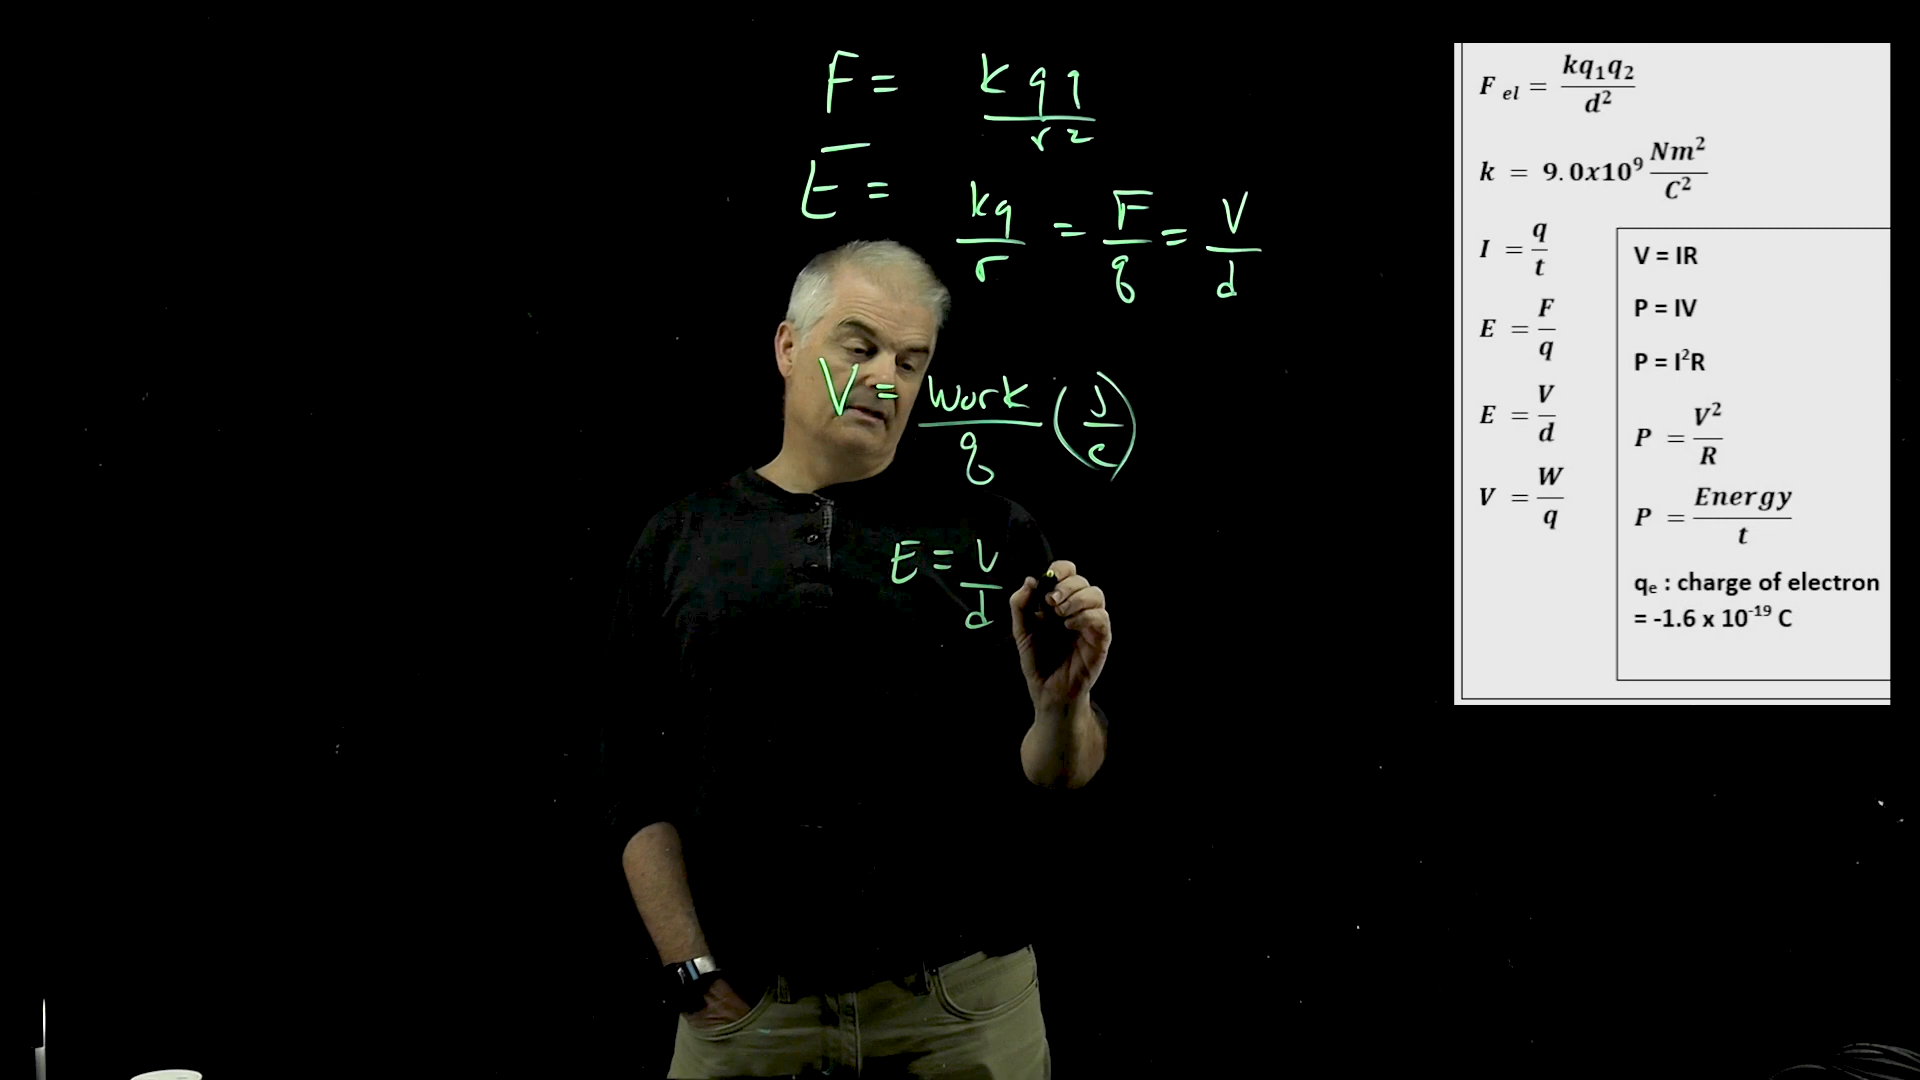 F = kqq/r²
E = kq/r = F/q = V/d
V = Work/q (J/C)
E = V/d
F el = kq₁q₂/d²
k = 9.0x10⁹ Nm²/C²
I = q/t
E = F/q
E = V/d
V = W/q
V = IR
P = IV
P = I²R
P = V²/R
P = Energy/t
qₑ : charge of electron
= -1.6 x 10⁻¹⁹ C